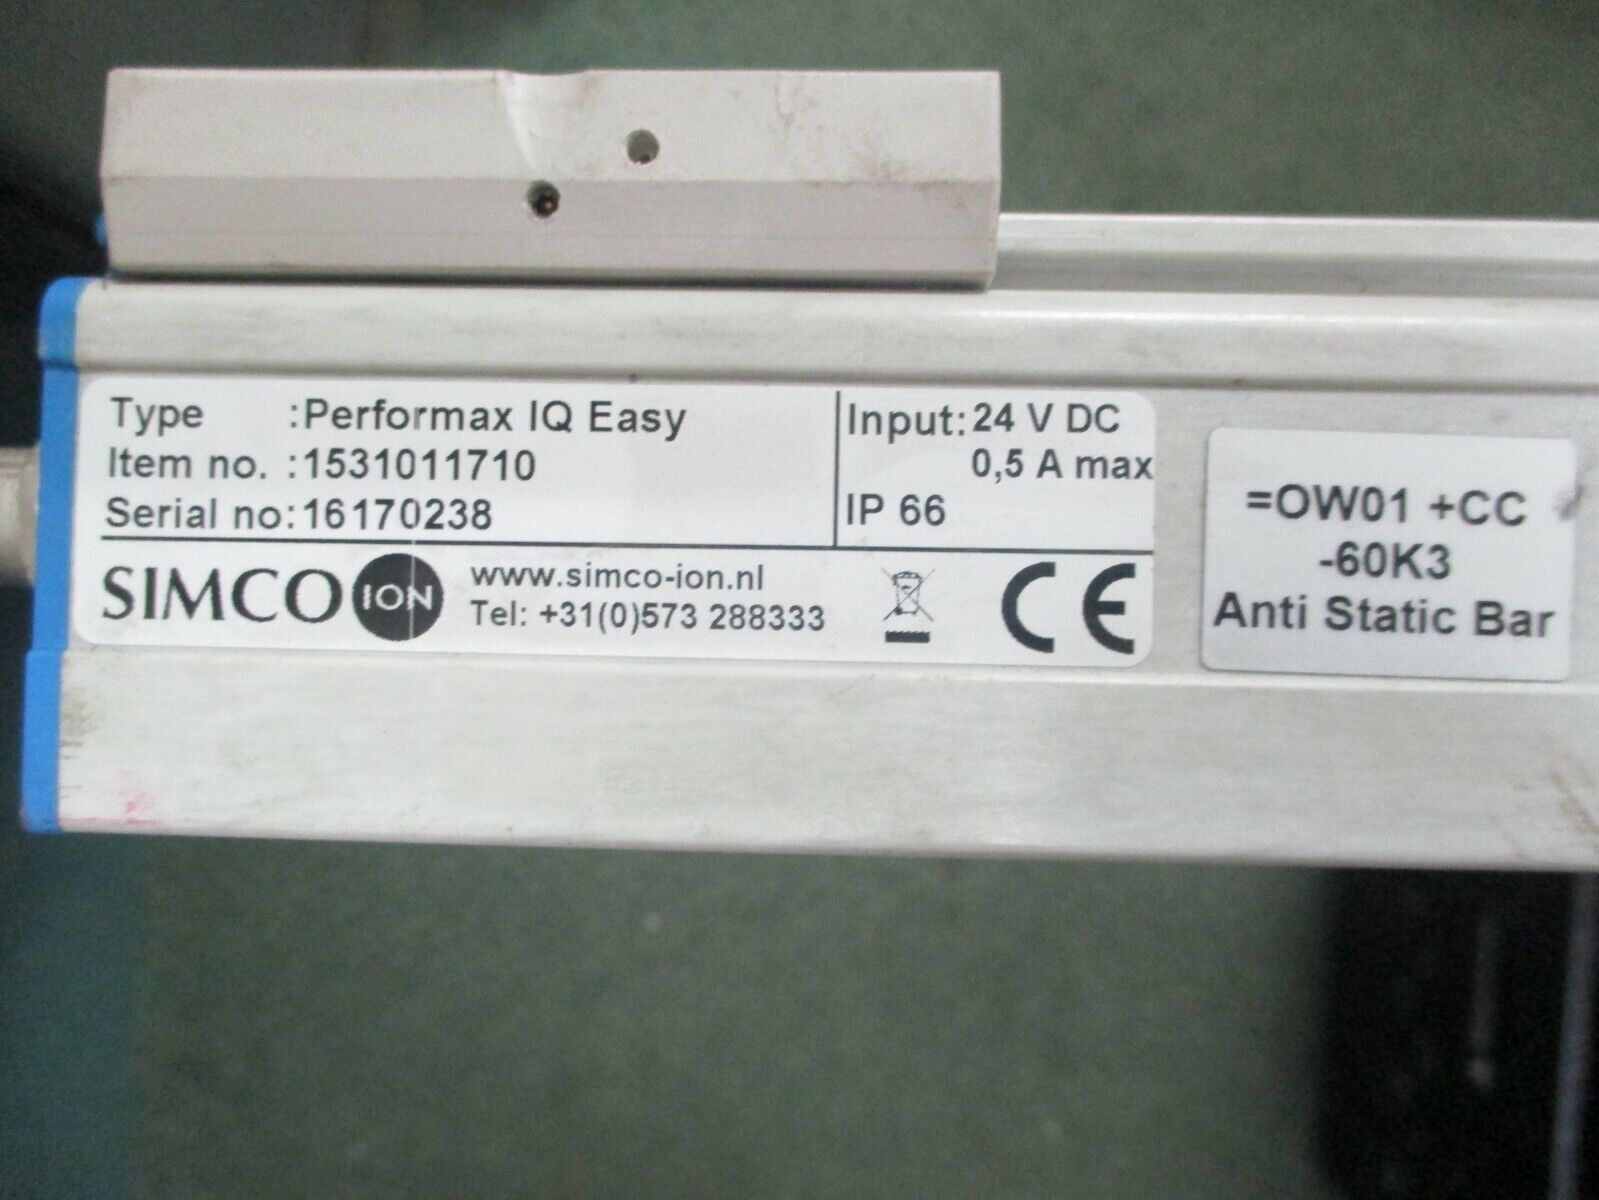 Type :Performax IQ Easy
Item no. :1531011710
Serial no:16170238
Input: 24 V DC
0,5 A max
IP 66
SIMCO ION
www.simco-ion.nl
Tel: +31(0)573 288333
CE
=OW01 +CC
-60K3
Anti Static Bar